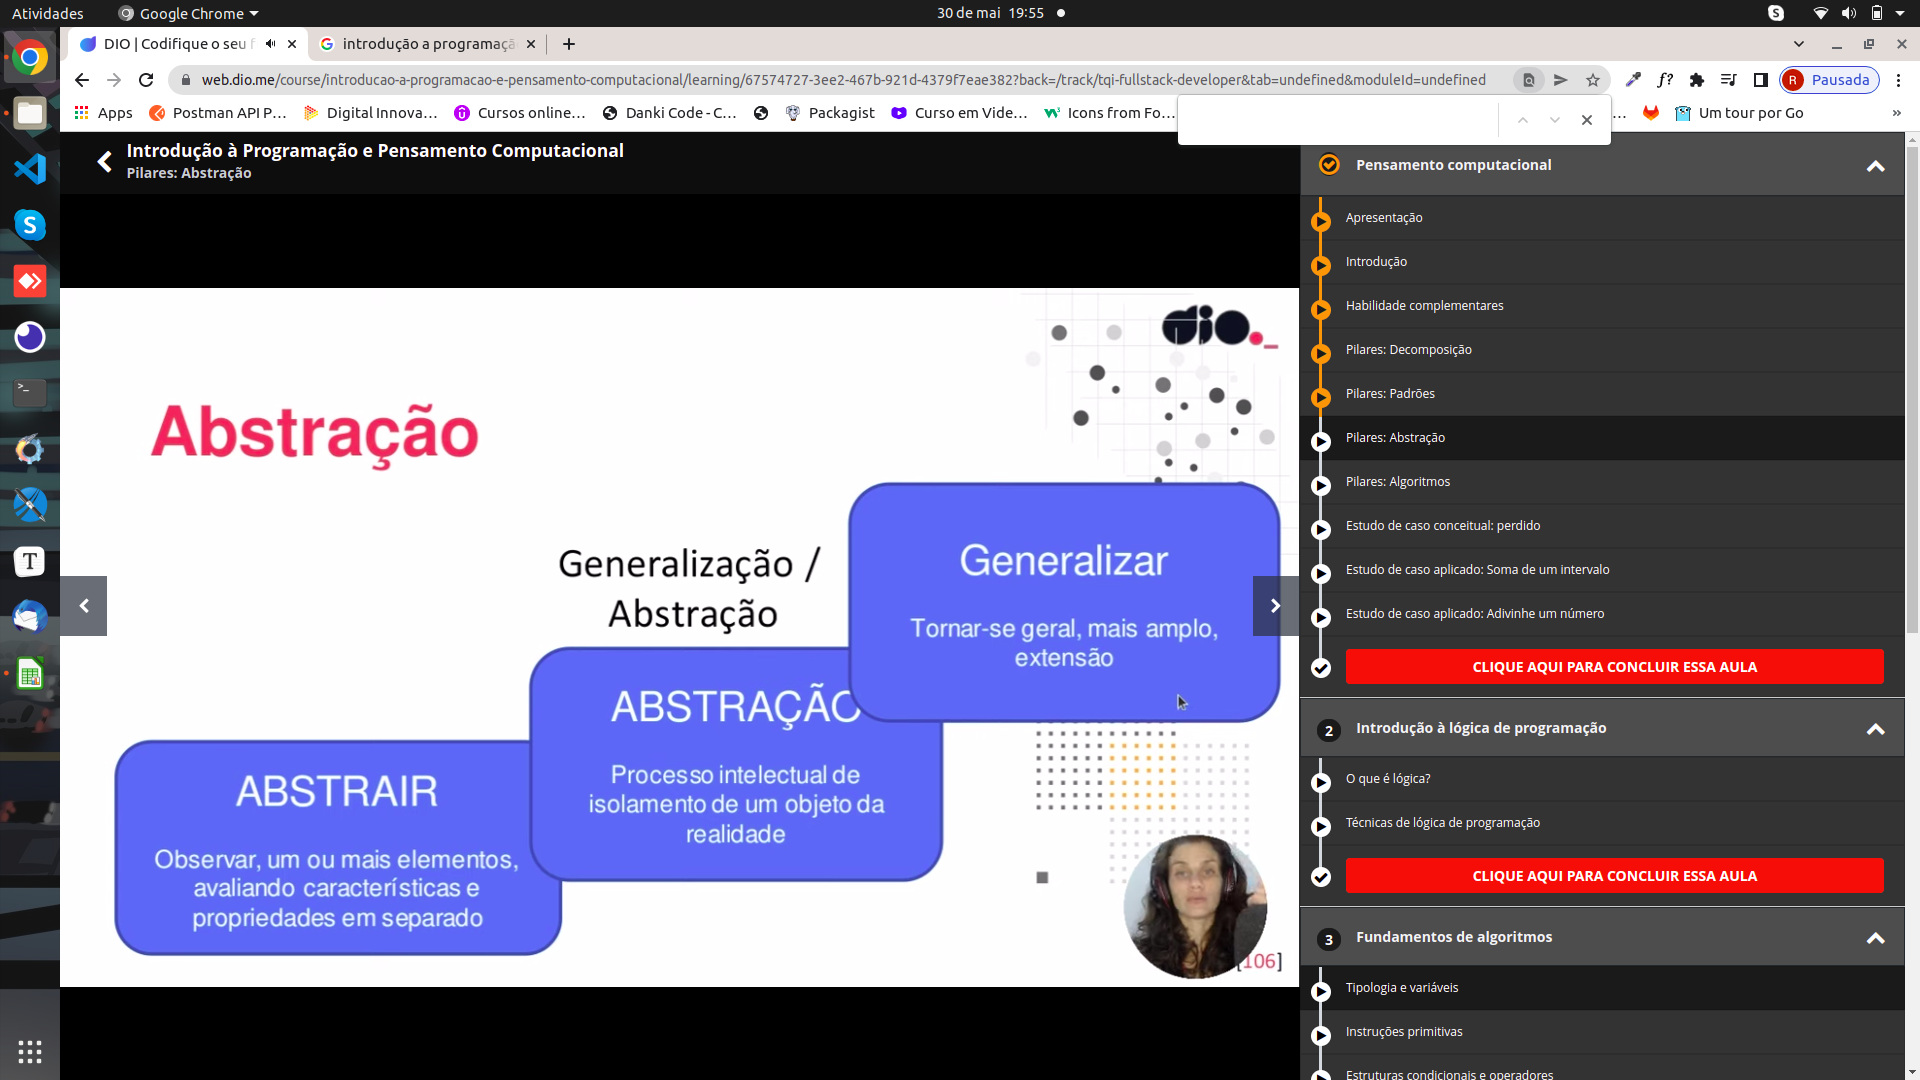 Atividades
Google Chrome
30 de mai 19:55
DIO | Codifique o seu f
introdução a programaçã
web.dio.me/course/introducao-a-programacao-e-pensamento-computacional/learning/67574727-3ee2-467b-921d-4379f7eae382?back=/track/tqi-fullstack-developer&tab=undefined&moduleId=undefined
f?
R Pausada
Apps
Postman API P…
Digital Innova…
Cursos online…
Danki Code - C…
Packagist
Curso em Vide…
Icons from Fo…
…
Um tour por Go
»
Introdução à Programação e Pensamento Computacional
Pilares: Abstração
dio
Abstração
Generalização /
Abstração
Generalizar
Tornar-se geral, mais amplo,
extensão
ABSTRAÇÃO
Processo intelectual de
isolamento de um objeto da
realidade
ABSTRAIR
Observar, um ou mais elementos,
avaliando características e
propriedades em separado
[106]
Pensamento computacional
Apresentação
Introdução
Habilidade complementares
Pilares: Decomposição
Pilares: Padrões
Pilares: Abstração
Pilares: Algoritmos
Estudo de caso conceitual: perdido
Estudo de caso aplicado: Soma de um intervalo
Estudo de caso aplicado: Adivinhe um número
CLIQUE AQUI PARA CONCLUIR ESSA AULA
2 Introdução à lógica de programação
O que é lógica?
Técnicas de lógica de programação
CLIQUE AQUI PARA CONCLUIR ESSA AULA
3 Fundamentos de algoritmos
Tipologia e variáveis
Instruções primitivas
Estruturas condicionais e operadores